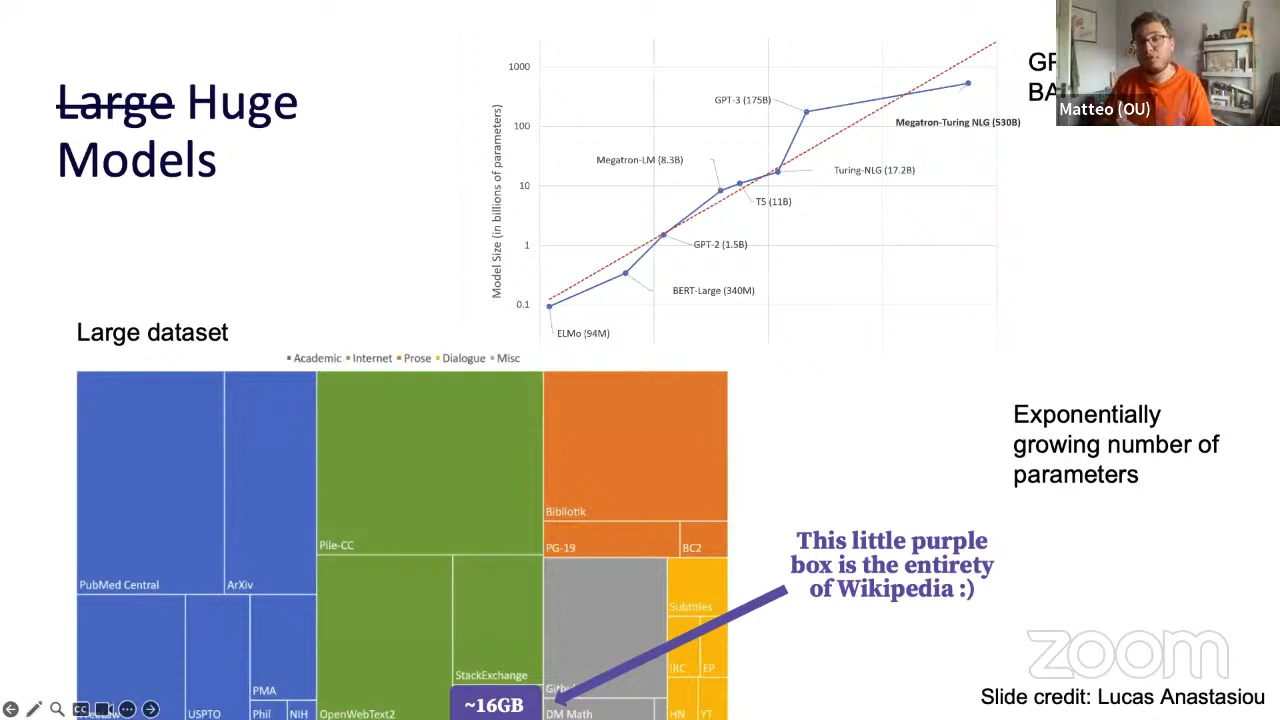 Large Huge
Models
1000
100
10
1
0.1
Model Size (in billions of parameters)
GPT-3 (175B)
Megatron-Turing NLG (530B)
Megatron-LM (8.3B)
Turing-NLG (17.2B)
T5 (11B)
GPT-2 (1.5B)
BERT-Large (340M)
ELMo (94M)
Matteo (OU)
Large dataset
Academic Internet Prose Dialogue Misc
PubMed Central
ArXiv
Pile-CC
Bibliotik
PG-19
BC2
Subtitles
StackExchange
IRC
EP
PMA
USPTO
Phil
NIH
OpenWebText2
~16GB
DM Math
HN
YT
CC
Exponentially
growing number of
parameters
This little purple
box is the entirety
of Wikipedia :)
zoom
Slide credit: Lucas Anastasiou